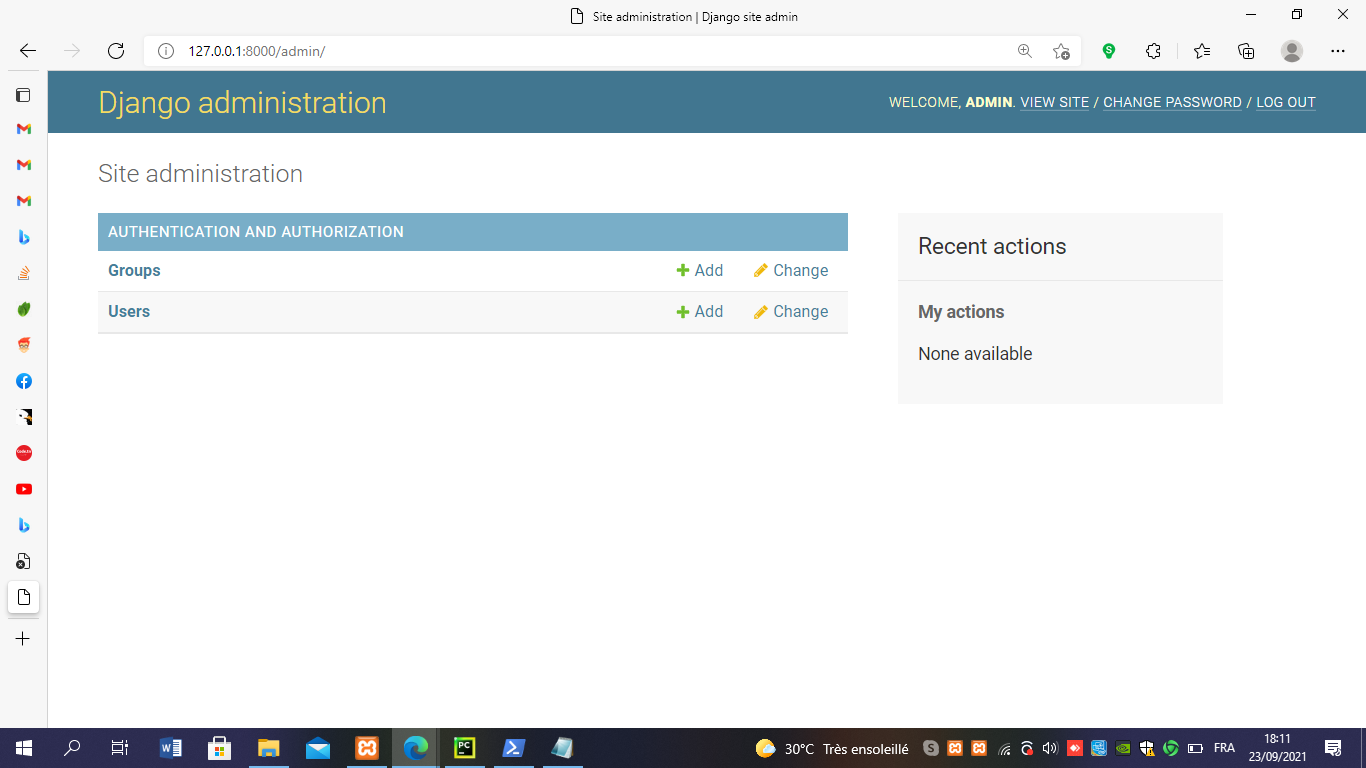 Site administration | Django site admin
127.0.0.1:8000/admin/
Django administration
WELCOME, ADMIN. VIEW SITE / CHANGE PASSWORD / LOG OUT
Site administration
AUTHENTICATION AND AUTHORIZATION
Groups Add Change
Users Add Change
Recent actions
My actions
None available
30°C Très ensoleillé
FRA
18:11
23/09/2021